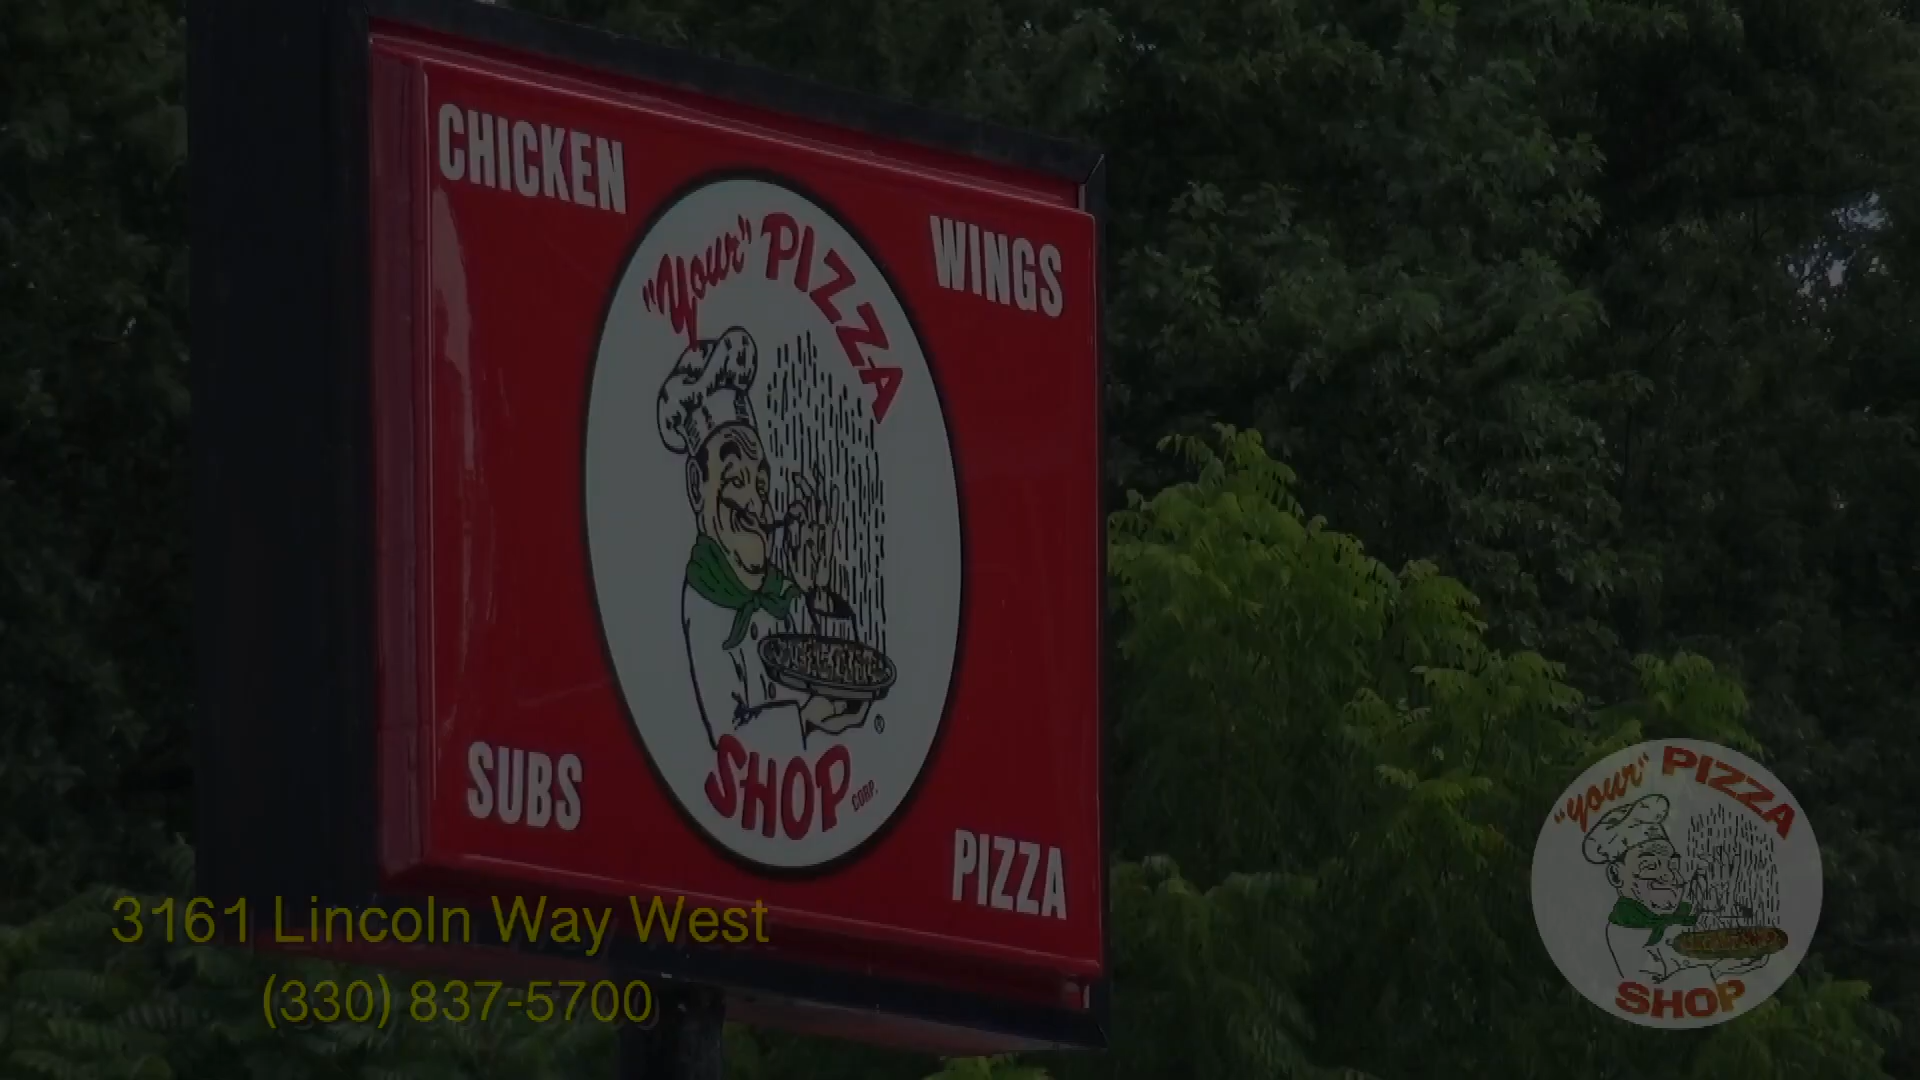 CHICKEN
WINGS
"Your" PIZZA
SHOP CORP.
®
SUBS
PIZZA
3161 Lincoln Way West
(330) 837-5700
"your" PIZZA
SHOP